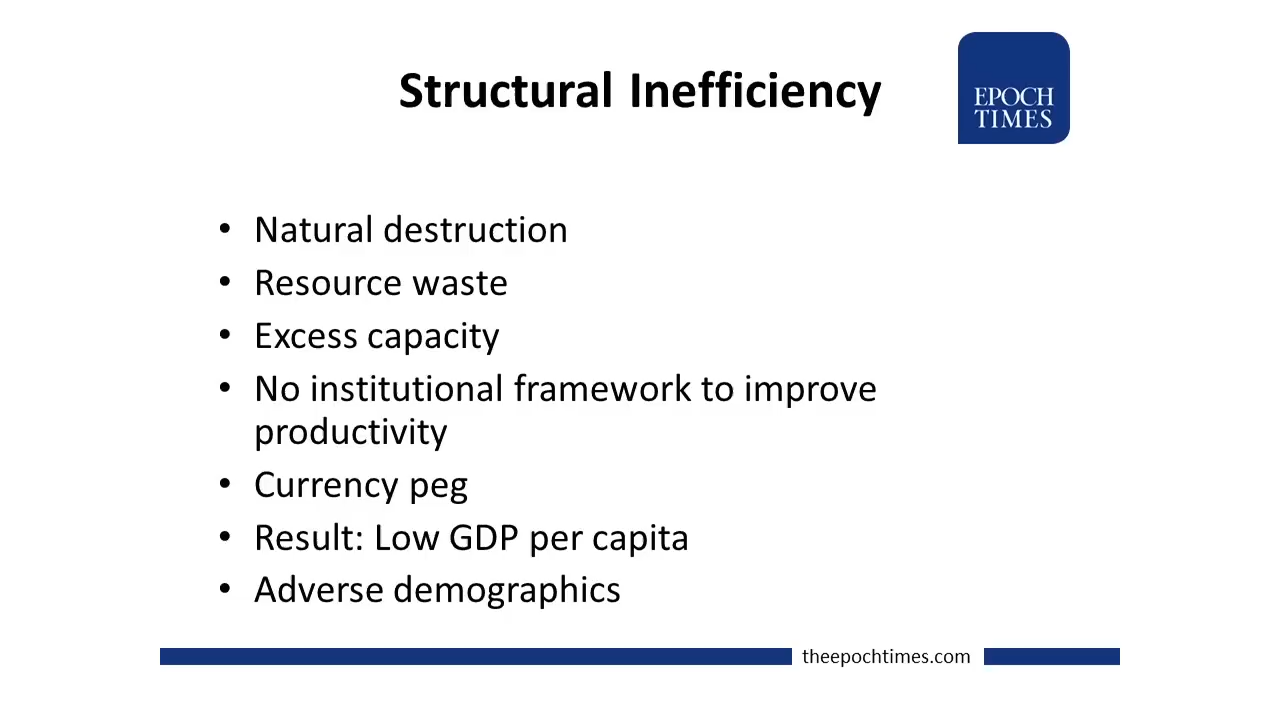 Structural Inefficiency
EPOCH
TIMES
• Natural destruction
• Resource waste
• Excess capacity
• No institutional framework to improve
productivity
• Currency peg
• Result: Low GDP per capita
• Adverse demographics
theepochtimes.com